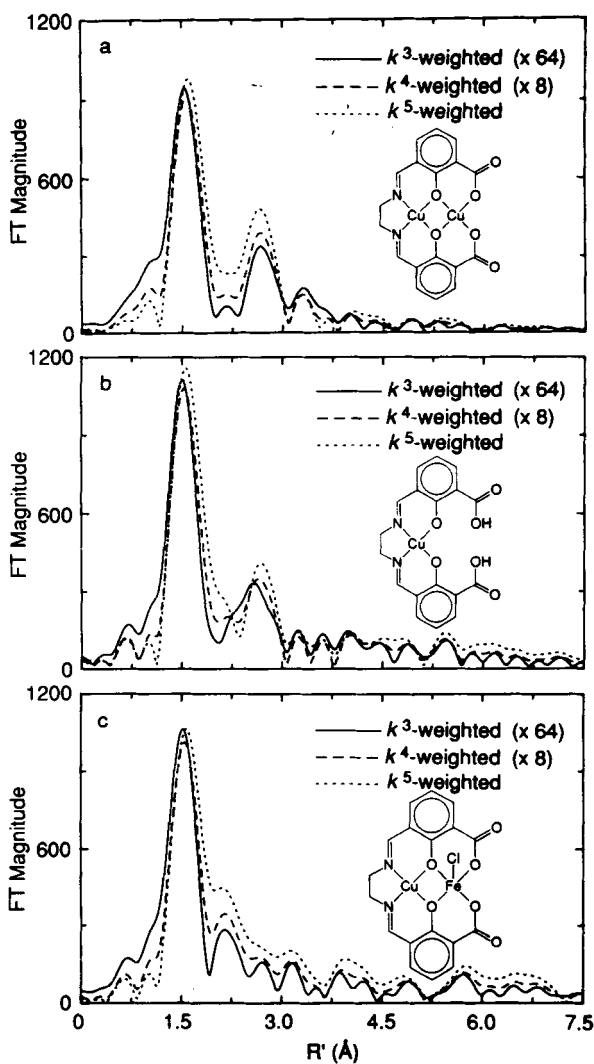 1200
a
k3-weighted (x 64)
k4-weighted (x 8)
k5-weighted
FT Magnitude
600
0
N
N
O
O
Cu
Cu
O
O
O
O
1200
b
k3-weighted (x 64)
k4-weighted (x 8)
k5-weighted
FT Magnitude
600
0
N
N
O
O
Cu
O
OH
OH
O
1200
c
k3-weighted (x 64)
k4-weighted (x 8)
k5-weighted
FT Magnitude
600
0
N
N
O
O
Cu
Cl
Fe
O
O
O
O
0 1.5 3.0 4.5 6.0 7.5
R' (Å)